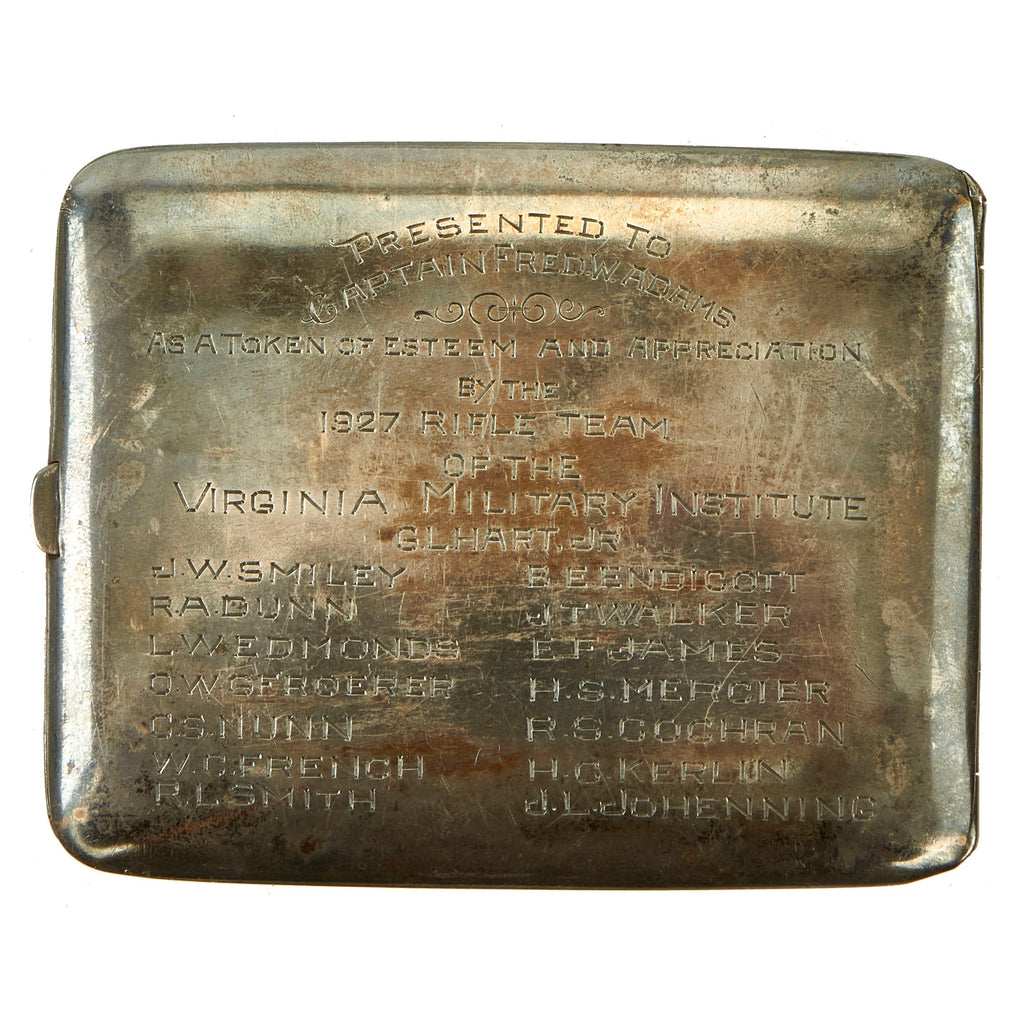 PRESENTED TO
CAPTAIN FRED.W. ADAMS
AS A TOKEN OF ESTEEM AND APPRECIATION
BY THE
1927 RIFLE TEAM
OF THE
VIRGINIA MILITARY INSTITUTE
G.L.HART, JR
J.W.SMILEY B.E.ENDICOTT
R.A.BUNN J.T.WALKER
L.W.EDMONDS E.F.JAMES
O.W.GFROERER H.S.MERCIER
C.S.NUNN R.S.COCHRAN
W.C.FRENCH H.C.KERLIN
R.L.SMITH J.L.JOHENNING